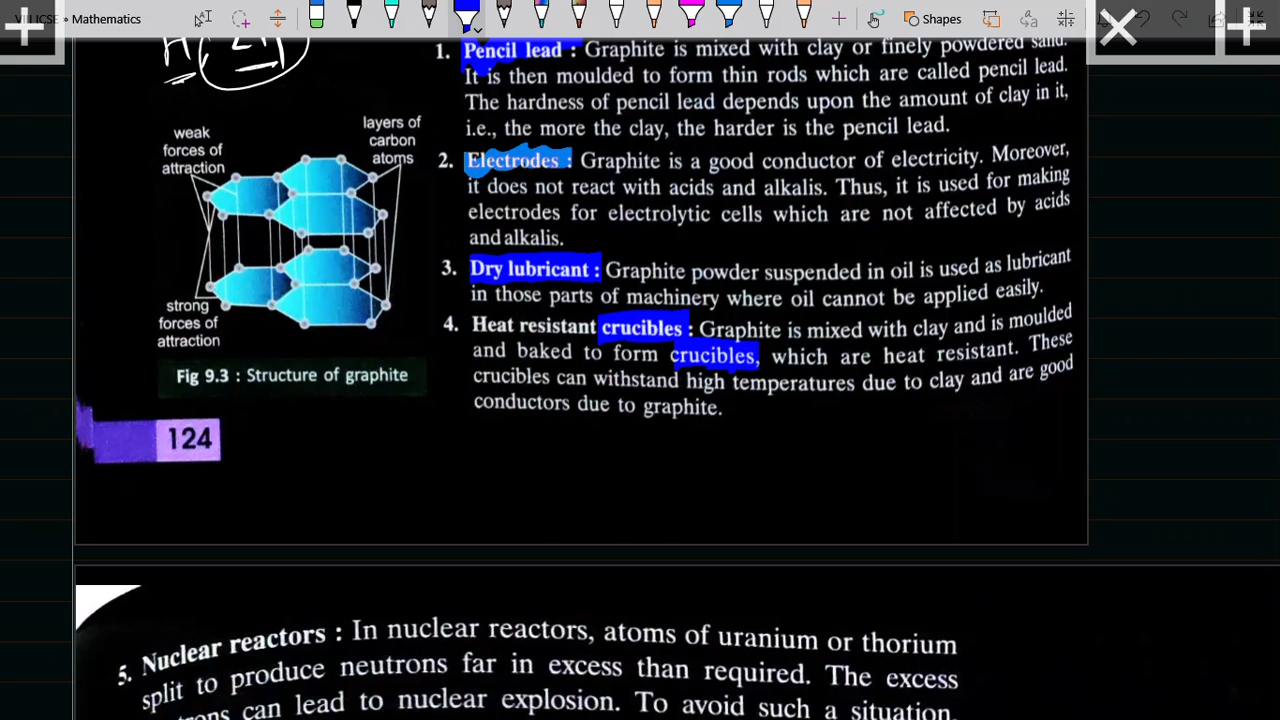 VIII ICSE » Mathematics
Shapes
1. Pencil lead : Graphite is mixed with clay or finely powdered sand.
It is then moulded to form thin rods which are called pencil lead.
The hardness of pencil lead depends upon the amount of clay in it,
i.e., the more the clay, the harder is the pencil lead.
weak
forces of
attraction
layers of
carbon
atoms
strong
forces of
attraction
Fig 9.3 : Structure of graphite
2. Electrodes : Graphite is a good conductor of electricity. Moreover,
it does not react with acids and alkalis. Thus, it is used for making
electrodes for electrolytic cells which are not affected by acids
and alkalis.
3. Dry lubricant : Graphite powder suspended in oil is used as lubricant
in those parts of machinery where oil cannot be applied easily.
4. Heat resistant crucibles : Graphite is mixed with clay and is moulded
and baked to form crucibles, which are heat resistant. These
crucibles can withstand high temperatures due to clay and are good
conductors due to graphite.
124
5. Nuclear reactors : In nuclear reactors, atoms of uranium or thorium
split to produce neutrons far in excess than required. The excess
can lead to nuclear explosion. To avoid such a situation,